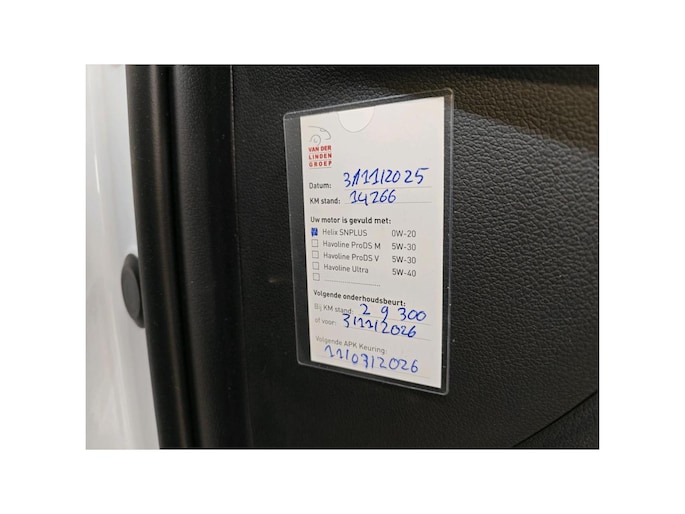 VAN DER
LINDEN
GROEP
Datum: 3/11/2025
KM stand: 14266
Uw motor is gevuld met:
Helix SNPLUS 0W-20
Havoline ProDS M 5W-30
Havoline ProDS V 5W-30
Havoline Ultra 5W-40
Volgende onderhoudsbeurt:
Bij KM stand: 29300
of voor: 3/11/2026
Volgende APK Keuring:
11/03/2026